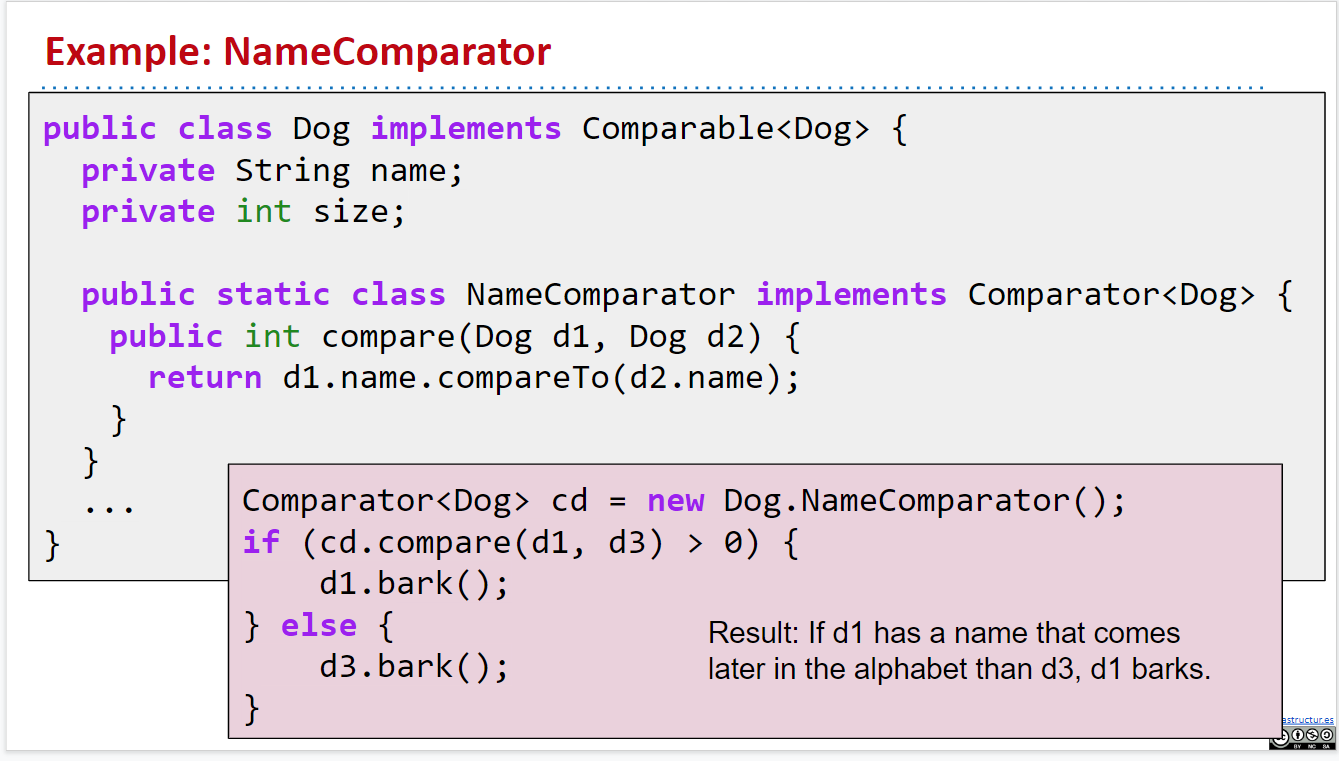 Example: NameComparator
public class Dog implements Comparable<Dog> {
private String name;
private int size;
public static class NameComparator implements Comparator<Dog> {
public int compare(Dog d1, Dog d2) {
return d1.name.compareTo(d2.name);
}
}
...
}
Comparator<Dog> cd = new Dog.NameComparator();
if (cd.compare(d1, d3) > 0) {
d1.bark();
} else {
d3.bark();
}
Result: If d1 has a name that comes
later in the alphabet than d3, d1 barks.
astructur.es
BY NC SA